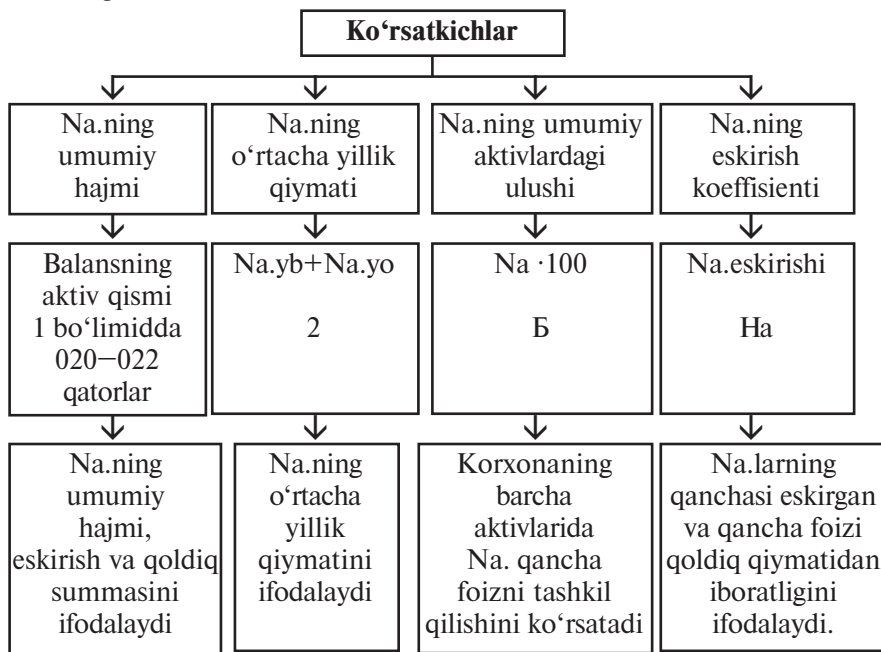 Ko‘rsatkichlar
Na.ning
umumiy
hajmi
Na.ning
o‘rtacha yillik
qiymati
Na.ning umumiy
aktivlardagi
ulushi
Na.ning
eskirish
koeffisienti
Balansning
aktiv qismi
1 bo‘limidda
020−022
qatorlar
Na.yb+Na.yo
2
Na ·100
Б
Na.eskirishi
На
Na.ning
umumiy
hajmi,
eskirish va qoldiq
summasini
ifodalaydi
Na.ning
o‘rtacha
yillik
qiymatini
ifodalaydi
Korxonaning
barcha
aktivlarida
Na. qancha
foizni tashkil
qilishini ko‘rsatadi
Na.larning
qanchasi eskirgan
va qancha foizi
qoldiq qiymatidan
iboratligini
ifodalaydi.